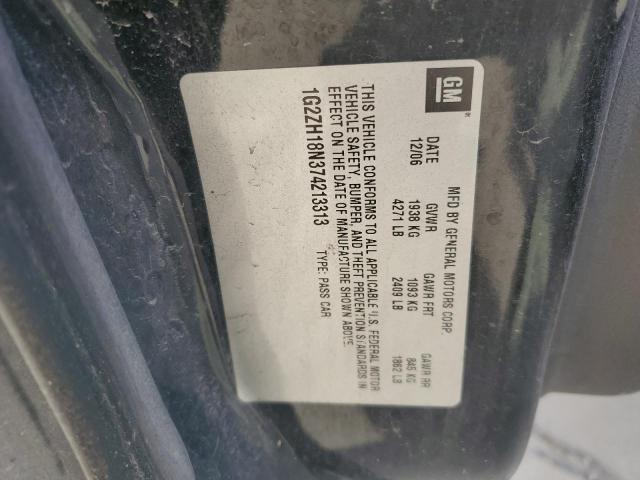 GM
MFD BY GENERAL MOTORS CORP.
DATE GVWR GAWR FRT GAWR RR
12/06 1938 KG 1093 KG 845 KG
4271 LB 2409 LB 1862 LB
THIS VEHICLE CONFORMS TO ALL APPLICABLE U.S. FEDERAL MOTOR
VEHICLE SAFETY, BUMPER, AND THEFT PREVENTION STANDARDS IN
EFFECT ON THE DATE OF MANUFACTURE SHOWN ABOVE.
1G2ZH18N374213313 TYPE: PASS CAR